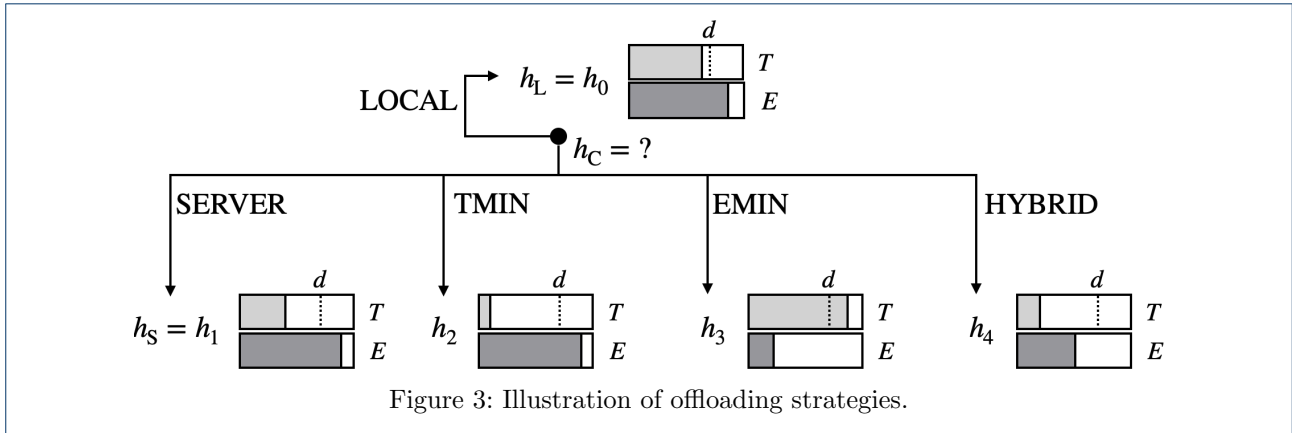 d
h_L = h_0 T
LOCAL E
h_C = ?
SERVER TMIN EMIN HYBRID
d d d d
T T T T
h_S = h_1 h_2 h_3 h_4
E E E E
Figure 3: Illustration of offloading strategies.